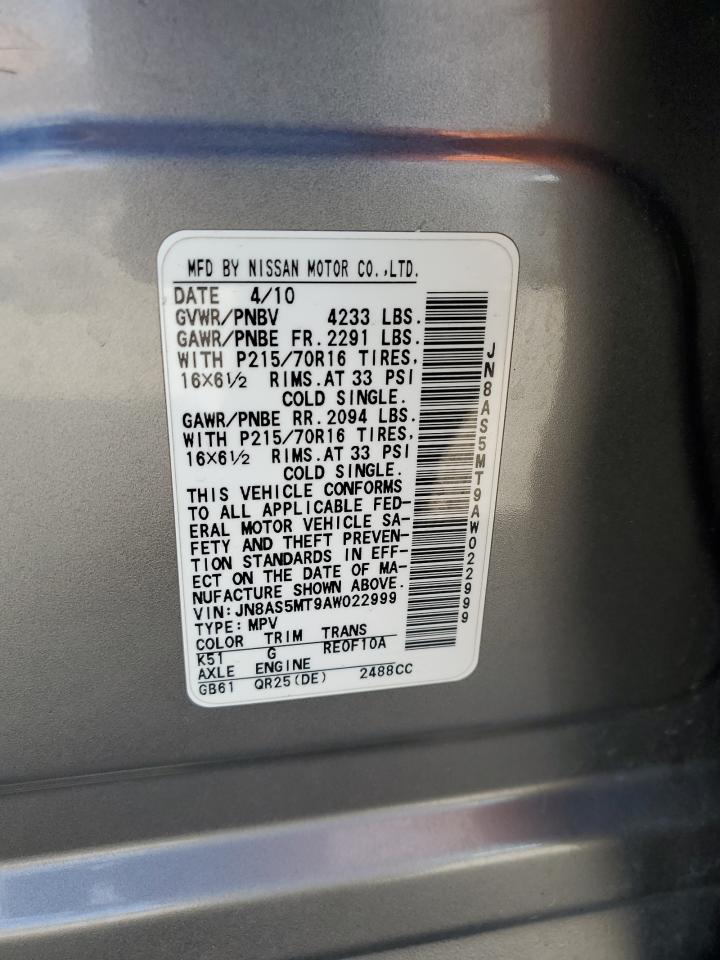 MFD BY NISSAN MOTOR CO.,LTD.
DATE 4/10
GVWR/PNBV 4233 LBS.
GAWR/PNBE FR.2291 LBS.
WITH P215/70R16 TIRES,
16X6½ RIMS.AT 33 PSI
COLD SINGLE.
GAWR/PNBE RR.2094 LBS.
WITH P215/70R16 TIRES,
16X6½ RIMS.AT 33 PSI
COLD SINGLE.
THIS VEHICLE CONFORMS
TO ALL APPLICABLE FED-
ERAL MOTOR VEHICLE SA-
FETY AND THEFT PREVEN-
TION STANDARDS IN EFF-
ECT ON THE DATE OF MA-
NUFACTURE SHOWN ABOVE.
VIN:JN8AS5MT9AW022999
TYPE:MPV
COLOR TRIM TRANS
K51 G RE0F10A
AXLE ENGINE
GB61 QR25(DE) 2488CC
JN8AS5MT9AW022999